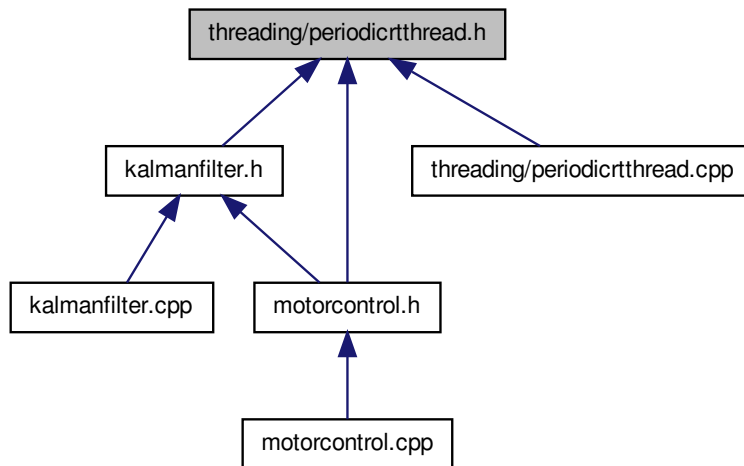 threading/periodicrtthread.h
kalmanfilter.h
threading/periodicrtthread.cpp
kalmanfilter.cpp
motorcontrol.h
motorcontrol.cpp